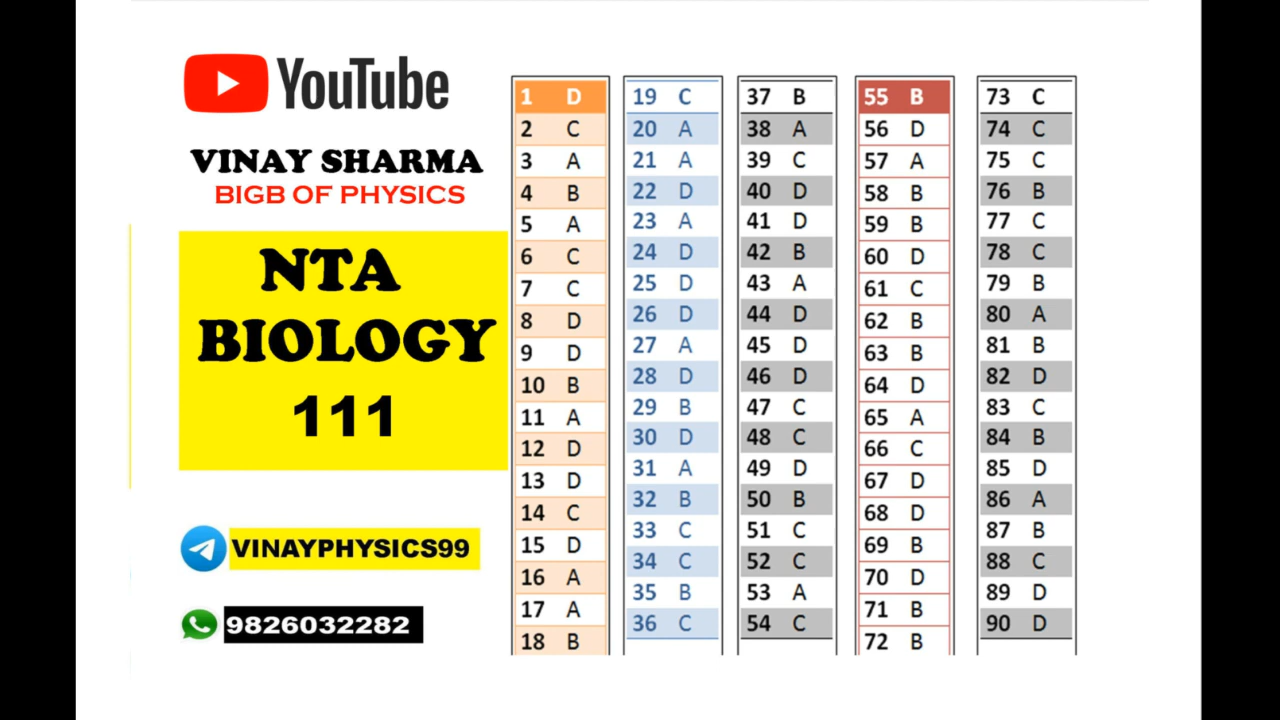 YouTube
VINAY SHARMA
BIGB OF PHYSICS
NTA
BIOLOGY
111
VINAYPHYSICS99
9826032282
1 D
2 C
3 A
4 B
5 A
6 C
7 C
8 D
9 D
10 B
11 A
12 D
13 D
14 C
15 D
16 A
17 A
18 B
19 C
20 A
21 A
22 D
23 A
24 D
25 D
26 D
27 A
28 D
29 B
30 D
31 A
32 B
33 C
34 C
35 B
36 C
37 B
38 A
39 C
40 D
41 D
42 B
43 A
44 D
45 D
46 D
47 C
48 C
49 D
50 B
51 C
52 C
53 A
54 C
55 B
56 D
57 A
58 B
59 B
60 D
61 C
62 B
63 B
64 D
65 A
66 C
67 D
68 D
69 B
70 D
71 B
72 B
73 C
74 C
75 C
76 B
77 C
78 C
79 B
80 A
81 B
82 D
83 C
84 B
85 D
86 A
87 B
88 C
89 D
90 D